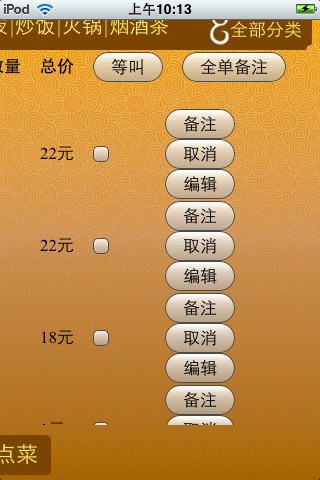 iPod 上午10:13
炒饭|火锅|烟酒茶
全部分类
数量 总价 等叫 全单备注
备注
22元 取消
编辑
备注
22元 取消
编辑
备注
18元 取消
编辑
备注
取消
点菜